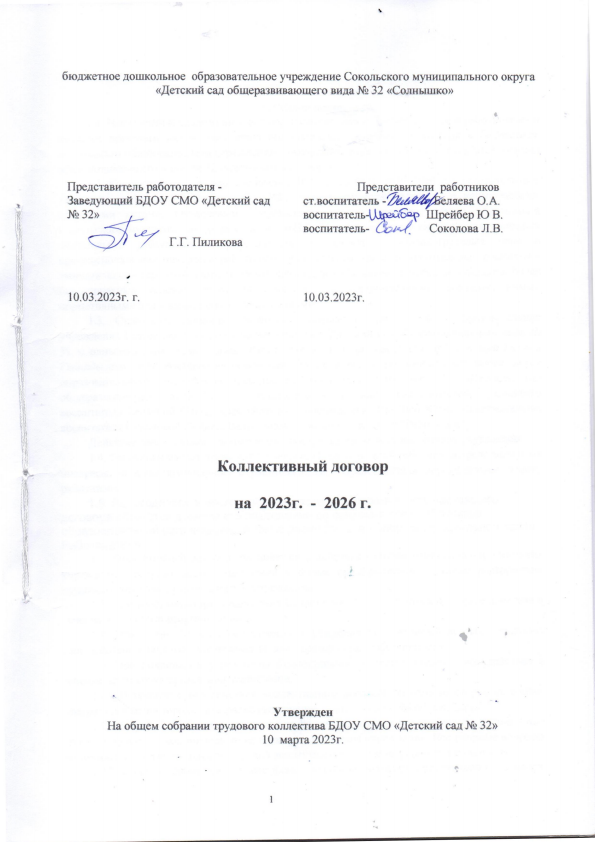 бюджетное дошкольное образовательное учреждение Сокольского муниципального округа
«Детский сад общеразвивающего вида № 32 «Солнышко»
Представитель работодателя -
Заведующий БДОУ СМО «Детский сад
№ 32»
Г.Г. Пиликова
10.03.2023г. г.
Представители работников
ст.воспитатель - Веляева О.А.
воспитатель- Шрейбер Шрейбер Ю В.
воспитатель- Сокол. Соколова Л.В.
10.03.2023г.
Коллективный договор
на 2023г. - 2026 г.
Утвержден
На общем собрании трудового коллектива БДОУ СМО «Детский сад № 32»
10 марта 2023г.
1